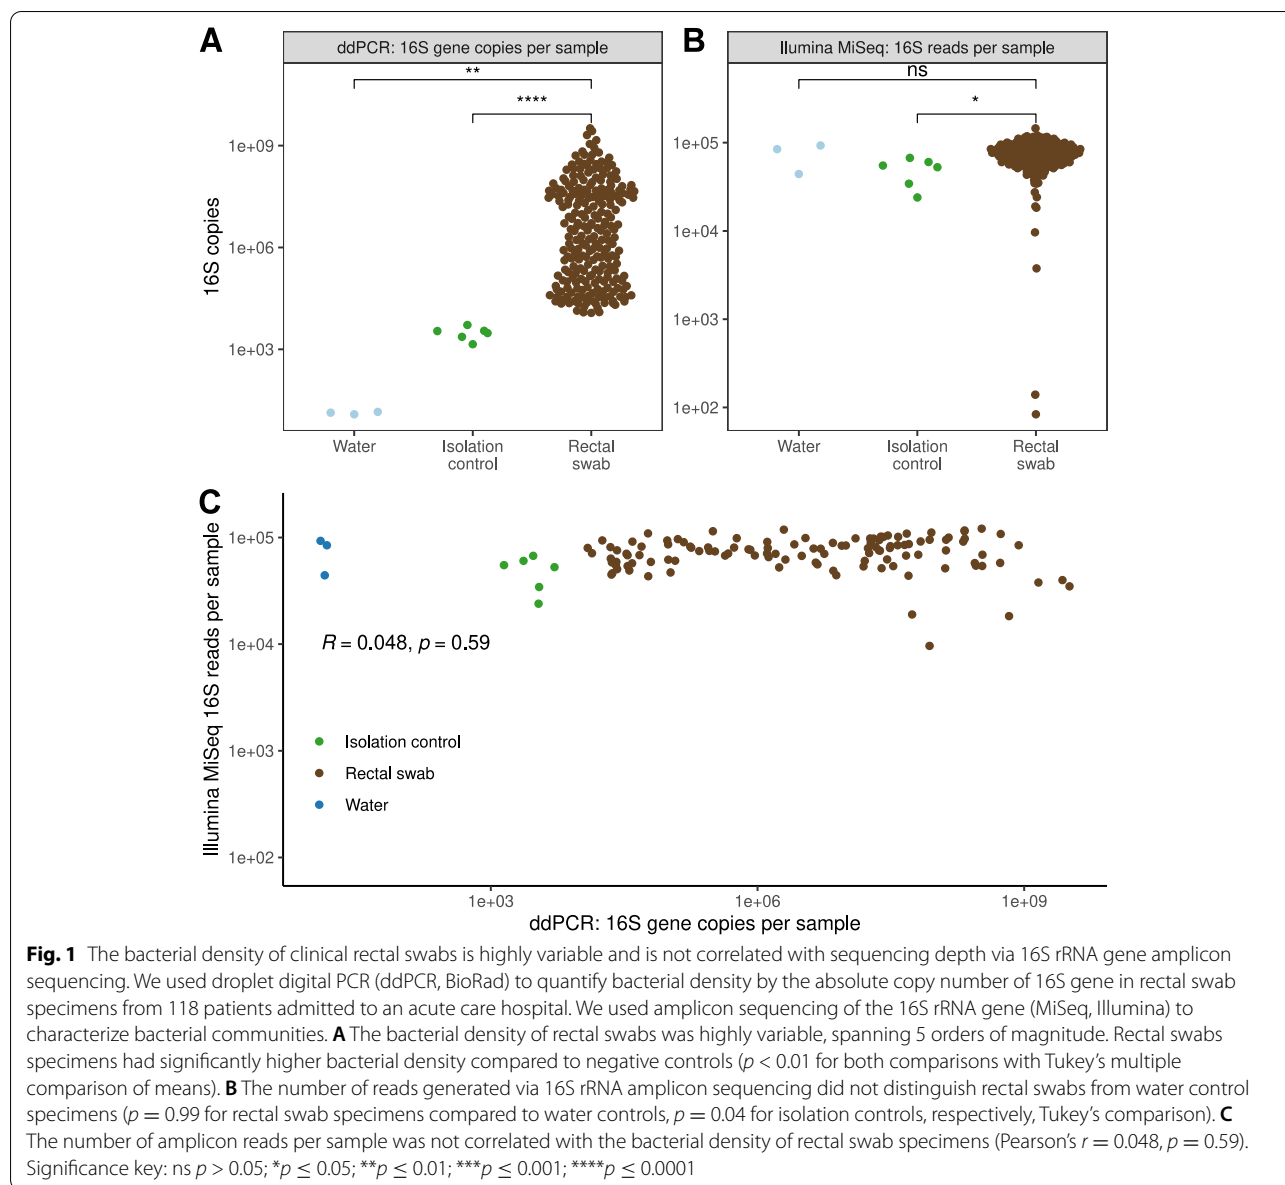 A
ddPCR: 16S gene copies per sample
**
****
16S copies
1e+09
1e+06
1e+03
Water
Isolation
control
Rectal
swab
B
Ilumina MiSeq: 16S reads per sample
ns
*
1e+05
1e+04
1e+03
1e+02
Water
Isolation
control
Rectal
swab
C
Illumina MiSeq 16S reads per sample
1e+05
1e+04
1e+03
1e+02
R = 0.048, p = 0.59
Isolation control
Rectal swab
Water
1e+03
1e+06
1e+09
ddPCR: 16S gene copies per sample
Fig. 1 The bacterial density of clinical rectal swabs is highly variable and is not correlated with sequencing depth via 16S rRNA gene amplicon
sequencing. We used droplet digital PCR (ddPCR, BioRad) to quantify bacterial density by the absolute copy number of 16S gene in rectal swab
specimens from 118 patients admitted to an acute care hospital. We used amplicon sequencing of the 16S rRNA gene (MiSeq, Illumina) to
characterize bacterial communities. A The bacterial density of rectal swabs was highly variable, spanning 5 orders of magnitude. Rectal swabs
specimens had significantly higher bacterial density compared to negative controls (p < 0.01 for both comparisons with Tukey's multiple
comparison of means). B The number of reads generated via 16S rRNA amplicon sequencing did not distinguish rectal swabs from water control
specimens (p = 0.99 for rectal swab specimens compared to water controls, p = 0.04 for isolation controls, respectively, Tukey's comparison). C
The number of amplicon reads per sample was not correlated with the bacterial density of rectal swab specimens (Pearson's r = 0.048, p = 0.59).
Significance key: ns p > 0.05; *p ≤ 0.05; **p ≤ 0.01; ***p ≤ 0.001; ****p ≤ 0.0001